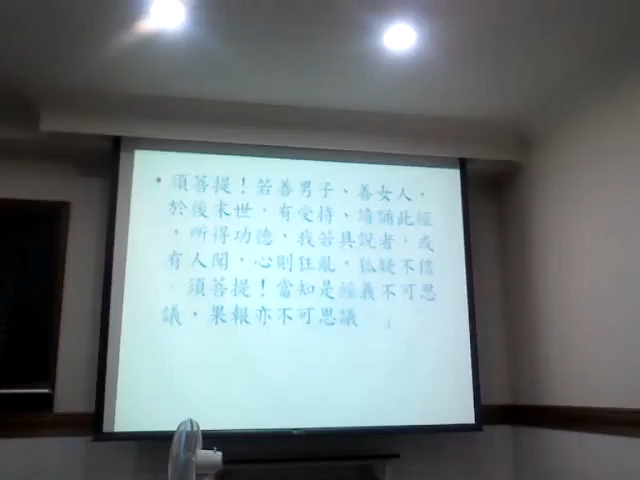 • 須菩提！若善男子、善女人，
於後末世，有受持、讀誦此經
，所得功德，我若具說者，或
有人聞，心則狂亂，狐疑不信
。須菩提！當知是經義不可思
議，果報亦不可思議。」